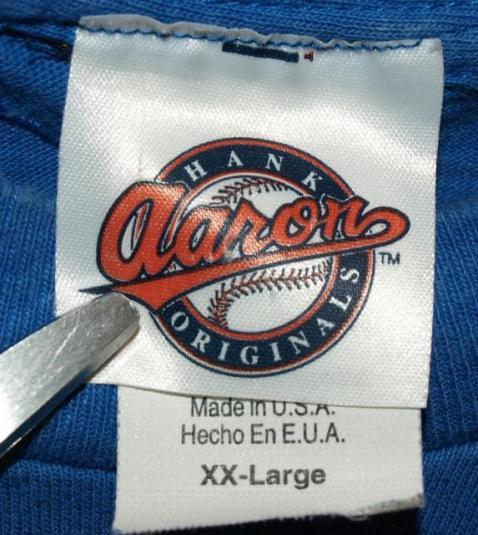 HANK
Aaron
TM
ORIGINALS
Made In U.S.A.
Hecho En E.U.A.
XX-Large